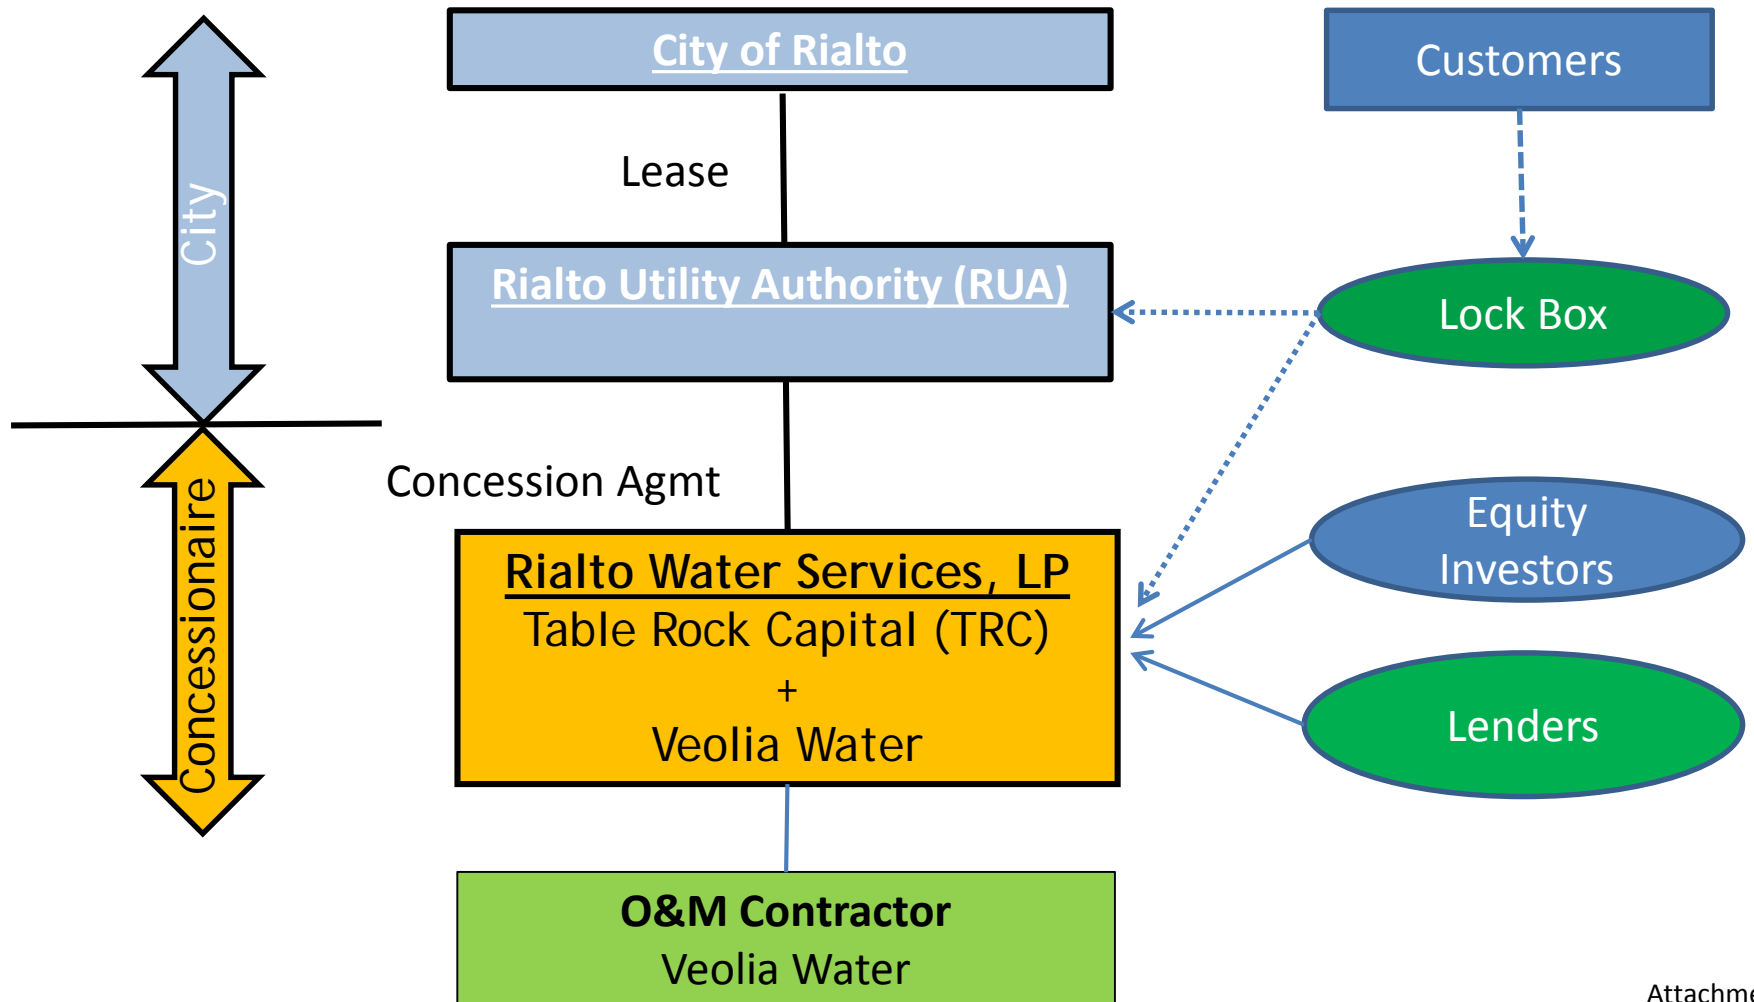 City of Rialto
Customers
Lease
City
Rialto Utility Authority (RUA)
Lock Box
Concession Agmt
Concessionaire
Rialto Water Services, LP
Table Rock Capital (TRC)
+
Veolia Water
Equity
Investors
Lenders
O&M Contractor
Veolia Water